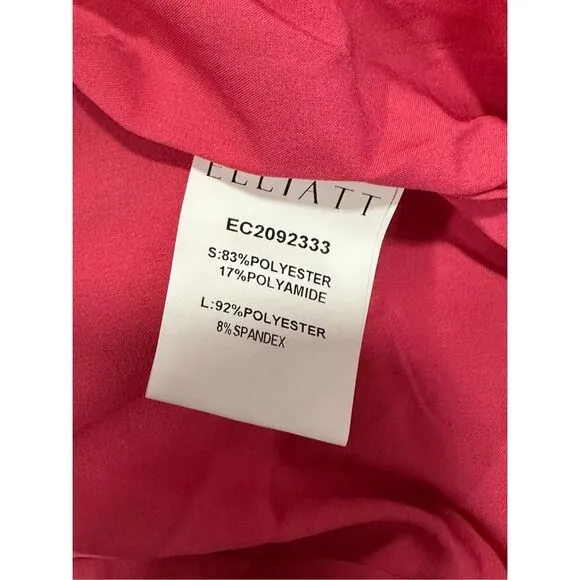 ELLIATT
EC2092333
S:83%POLYESTER
17%POLYAMIDE
L:92%POLYESTER
8%SPANDEX